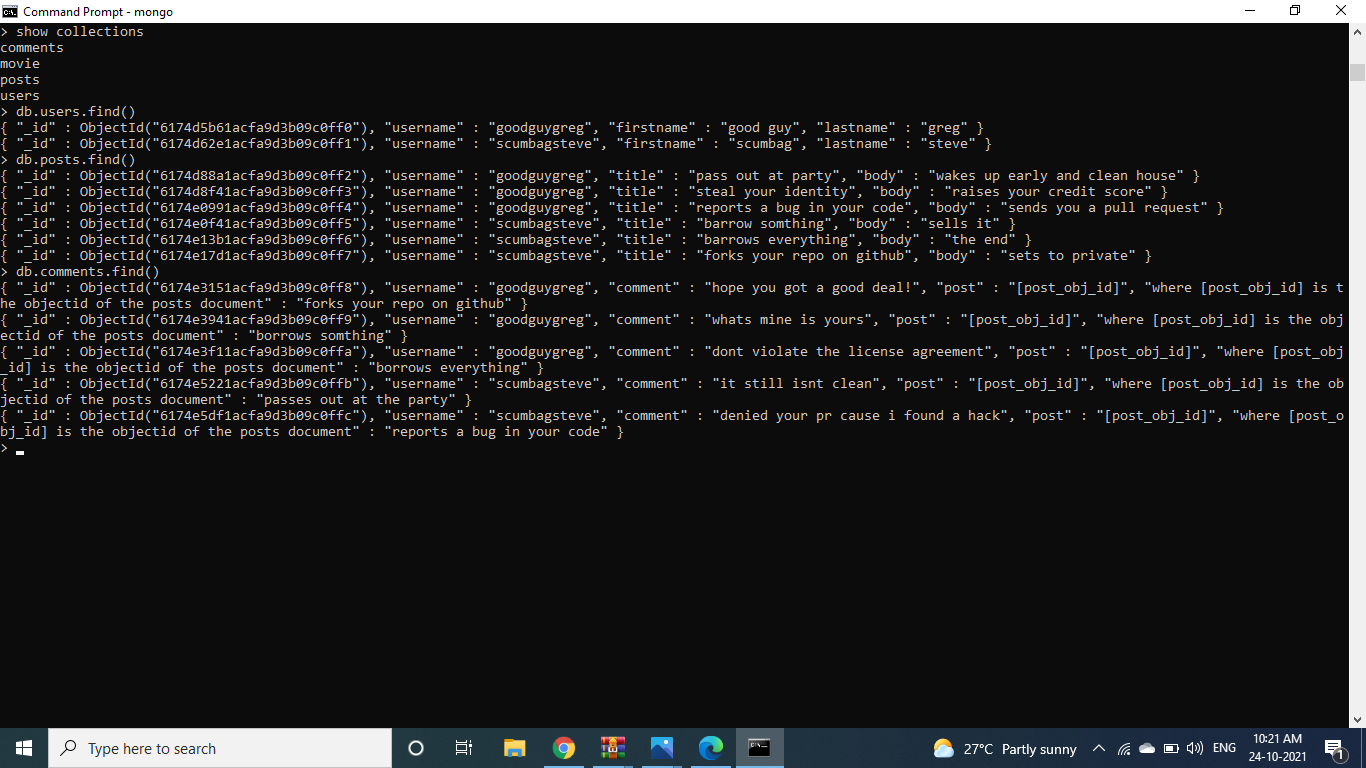 Command Prompt - mongo
> show collections
comments
movie
posts
users
> db.users.find()
{ "_id" : ObjectId("6174d5b61acfa9d3b09c0ff0"), "username" : "goodguygreg", "firstname" : "good guy", "lastname" : "greg" }
{ "_id" : ObjectId("6174d62e1acfa9d3b09c0ff1"), "username" : "scumbagsteve", "firstname" : "scumbag", "lastname" : "steve" }
> db.posts.find()
{ "_id" : ObjectId("6174d88a1acfa9d3b09c0ff2"), "username" : "goodguygreg", "title" : "pass out at party", "body" : "wakes up early and clean house" }
{ "_id" : ObjectId("6174d8f41acfa9d3b09c0ff3"), "username" : "goodguygreg", "title" : "steal your identity", "body" : "raises your credit score" }
{ "_id" : ObjectId("6174e0991acfa9d3b09c0ff4"), "username" : "goodguygreg", "title" : "reports a bug in your code", "body" : "sends you a pull request" }
{ "_id" : ObjectId("6174e0f41acfa9d3b09c0ff5"), "username" : "scumbagsteve", "title" : "barrow somthing", "body" : "sells it" }
{ "_id" : ObjectId("6174e13b1acfa9d3b09c0ff6"), "username" : "scumbagsteve", "title" : "barrows everything", "body" : "the end" }
{ "_id" : ObjectId("6174e17d1acfa9d3b09c0ff7"), "username" : "scumbagsteve", "title" : "forks your repo on github", "body" : "sets to private" }
> db.comments.find()
{ "_id" : ObjectId("6174e3151acfa9d3b09c0ff8"), "username" : "goodguygreg", "comment" : "hope you got a good deal!", "post" : "[post_obj_id]", "where [post_obj_id] is t
he objectid of the posts document" : "forks your repo on github" }
{ "_id" : ObjectId("6174e3941acfa9d3b09c0ff9"), "username" : "goodguygreg", "comment" : "whats mine is yours", "post" : "[post_obj_id]", "where [post_obj_id] is the obj
ectid of the posts document" : "borrows somthing" }
{ "_id" : ObjectId("6174e3f11acfa9d3b09c0ffa"), "username" : "goodguygreg", "comment" : "dont violate the license agreement", "post" : "[post_obj_id]", "where [post_obj
_id] is the objectid of the posts document" : "borrows everything" }
{ "_id" : ObjectId("6174e5221acfa9d3b09c0ffb"), "username" : "scumbagsteve", "comment" : "it still isnt clean", "post" : "[post_obj_id]", "where [post_obj_id] is the ob
jectid of the posts document" : "passes out at the party" }
{ "_id" : ObjectId("6174e5df1acfa9d3b09c0ffc"), "username" : "scumbagsteve", "comment" : "denied your pr cause i found a hack", "post" : "[post_obj_id]", "where [post_o
bj_id] is the objectid of the posts document" : "reports a bug in your code" }
>
Type here to search
27°C Partly sunny
ENG
10:21 AM
24-10-2021
1